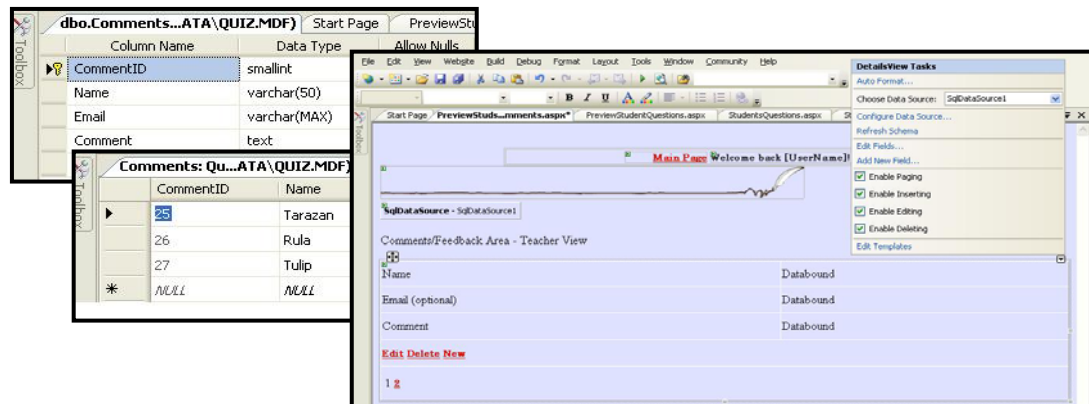 dbo.Comments...ATA\QUIZ.MDF) Start Page
Toolbox
Column Name Data Type Allow Nulls
CommentID smallint
Name varchar(50)
Email varchar(MAX)
Comment text
Comments: Qu...ATA\QUIZ.MDF)
Toolbox
CommentID Name
25 Tarazan
26 Rula
27 Tulip
NULL NULL
File Edit View Website Build Debug Format Layout Tools Window Community Help
B I U A
Start Page PreviewStuds...mments.aspx* PreviewStudentQuestions.aspx StudentsQuestions.aspx
Toolbox
Main Page Welcome back [UserName]!
SqlDataSource - SqlDataSource1
Comments/Feedback Area - Teacher View
Name Databound
Email (optional) Databound
Comment Databound
Edit Delete New
1 2
DetailsView Tasks
Auto Format...
Choose Data Source: SqlDataSource1
Configure Data Source...
Refresh Schema
Edit Fields...
Add New Field...
Enable Paging
Enable Inserting
Enable Editing
Enable Deleting
Edit Templates